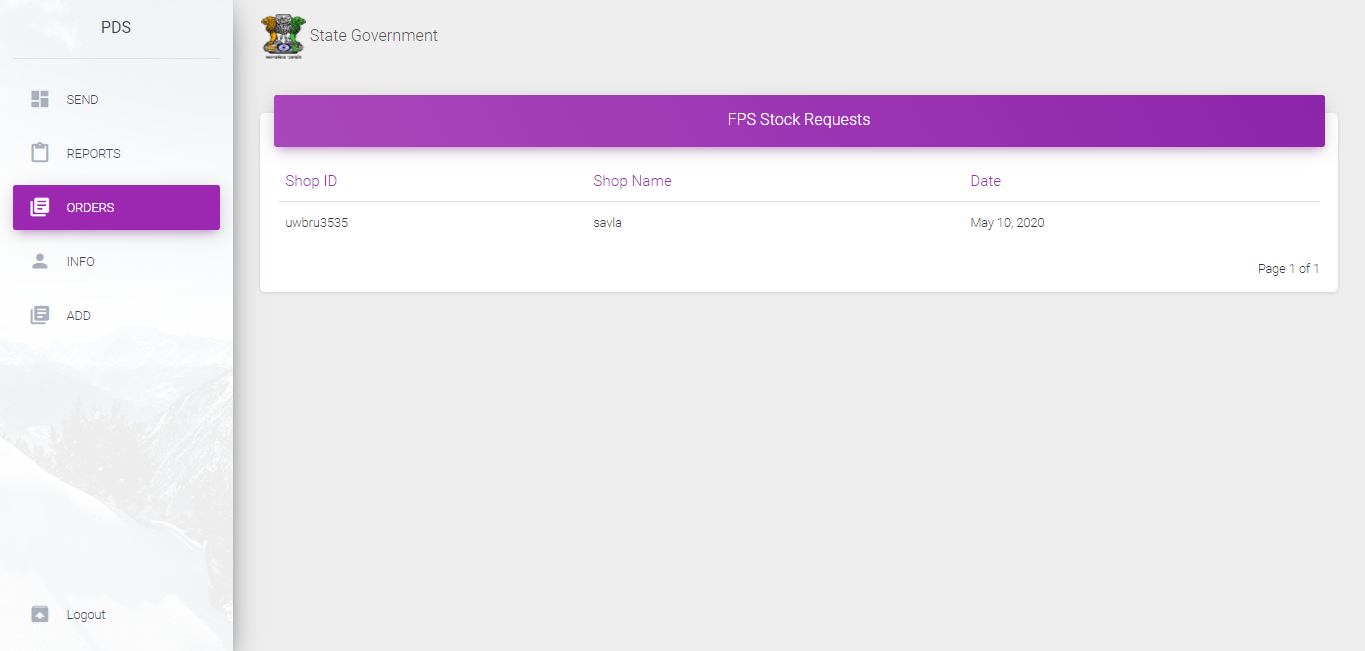 PDS
SEND
REPORTS
ORDERS
INFO
ADD
Logout
State Government
FPS Stock Requests
Shop ID Shop Name Date
uwbru3535 savla May 10, 2020
Page 1 of 1